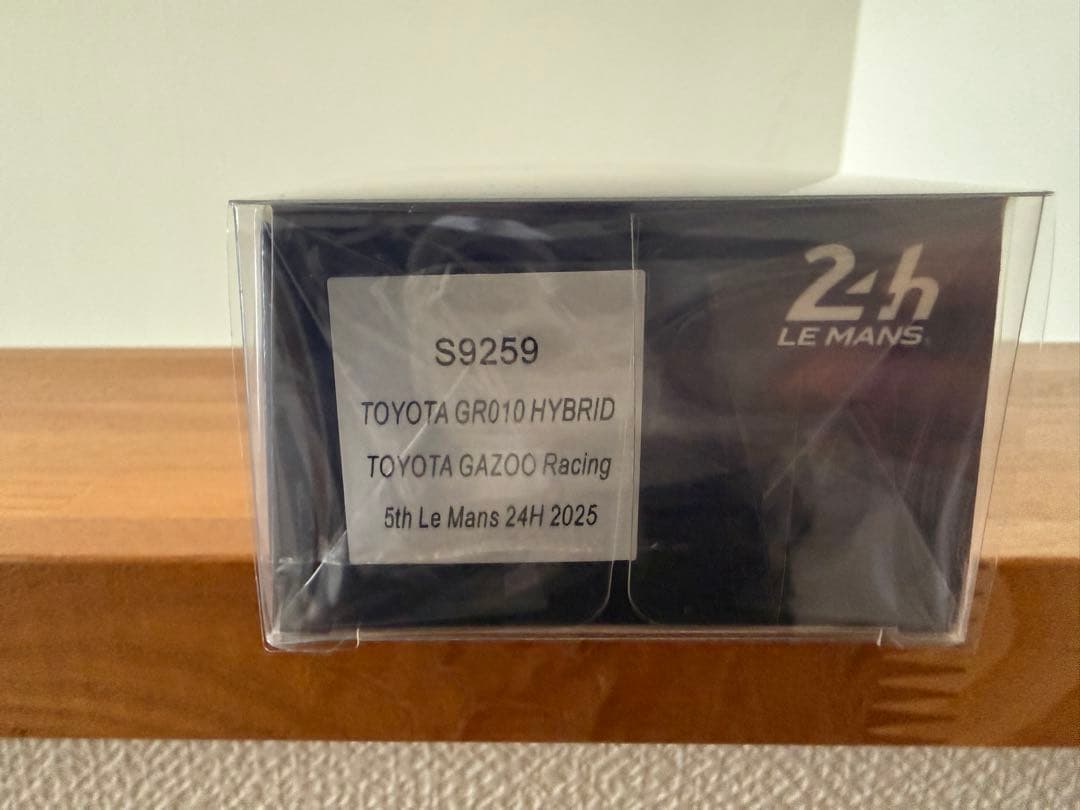 S9259
TOYOTA GR010 HYBRID
TOYOTA GAZOO Racing
5th Le Mans 24H 2025
24h
LE MANS